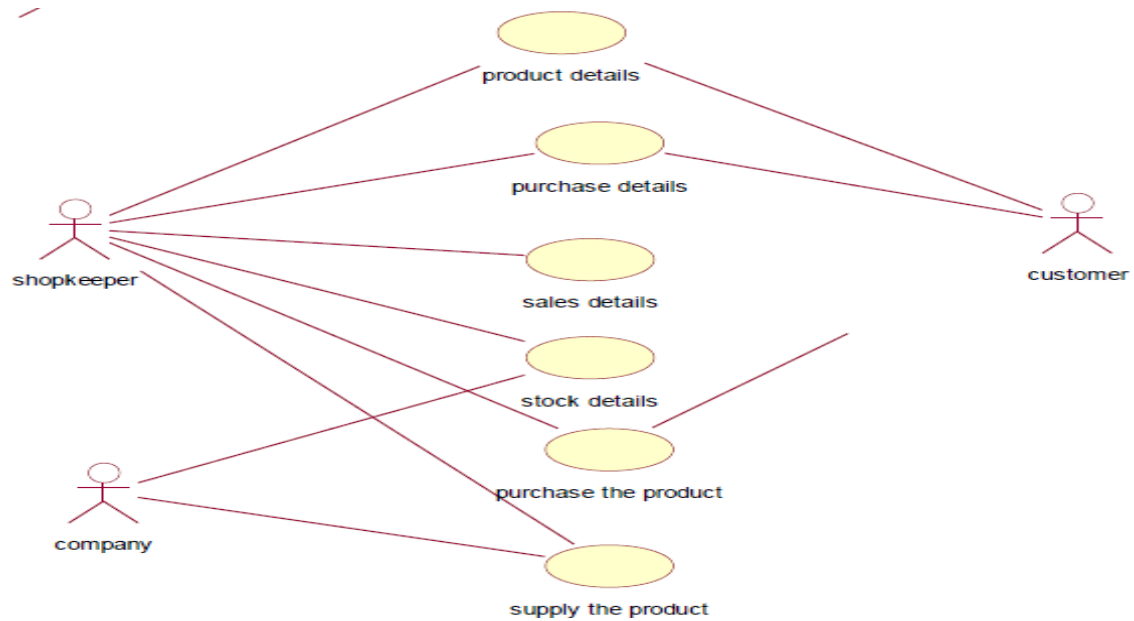 product details
purchase details
shopkeeper
customer
sales details
stock details
purchase the product
company
supply the product